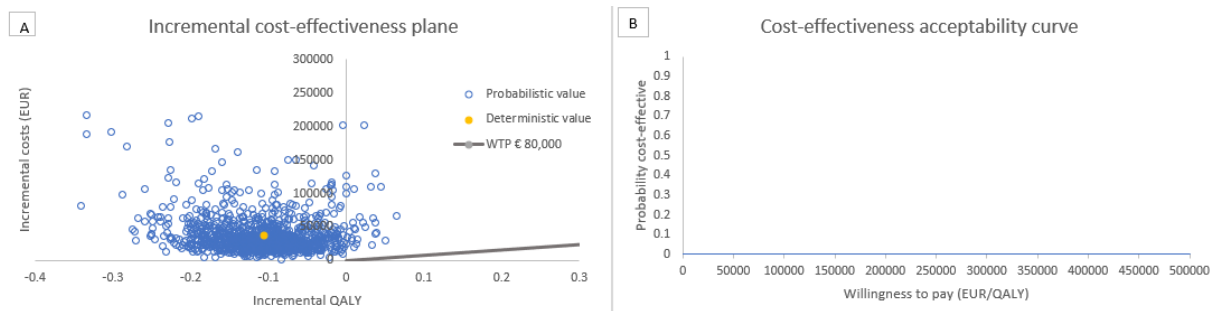 A
Incremental cost-effectiveness plane
Incremental costs (EUR)
300000
250000
200000
150000
100000
50000
0
-0.4 -0.3 -0.2 -0.1 0 0.1 0.2 0.3
Incremental QALY
Probabilistic value
Deterministic value
WTP € 80,000
B
Cost-effectiveness acceptability curve
Probability cost-effective
1
0.9
0.8
0.7
0.6
0.5
0.4
0.3
0.2
0.1
0
0 50000 100000 150000 200000 250000 300000 350000 400000 450000 500000
Willingness to pay (EUR/QALY)